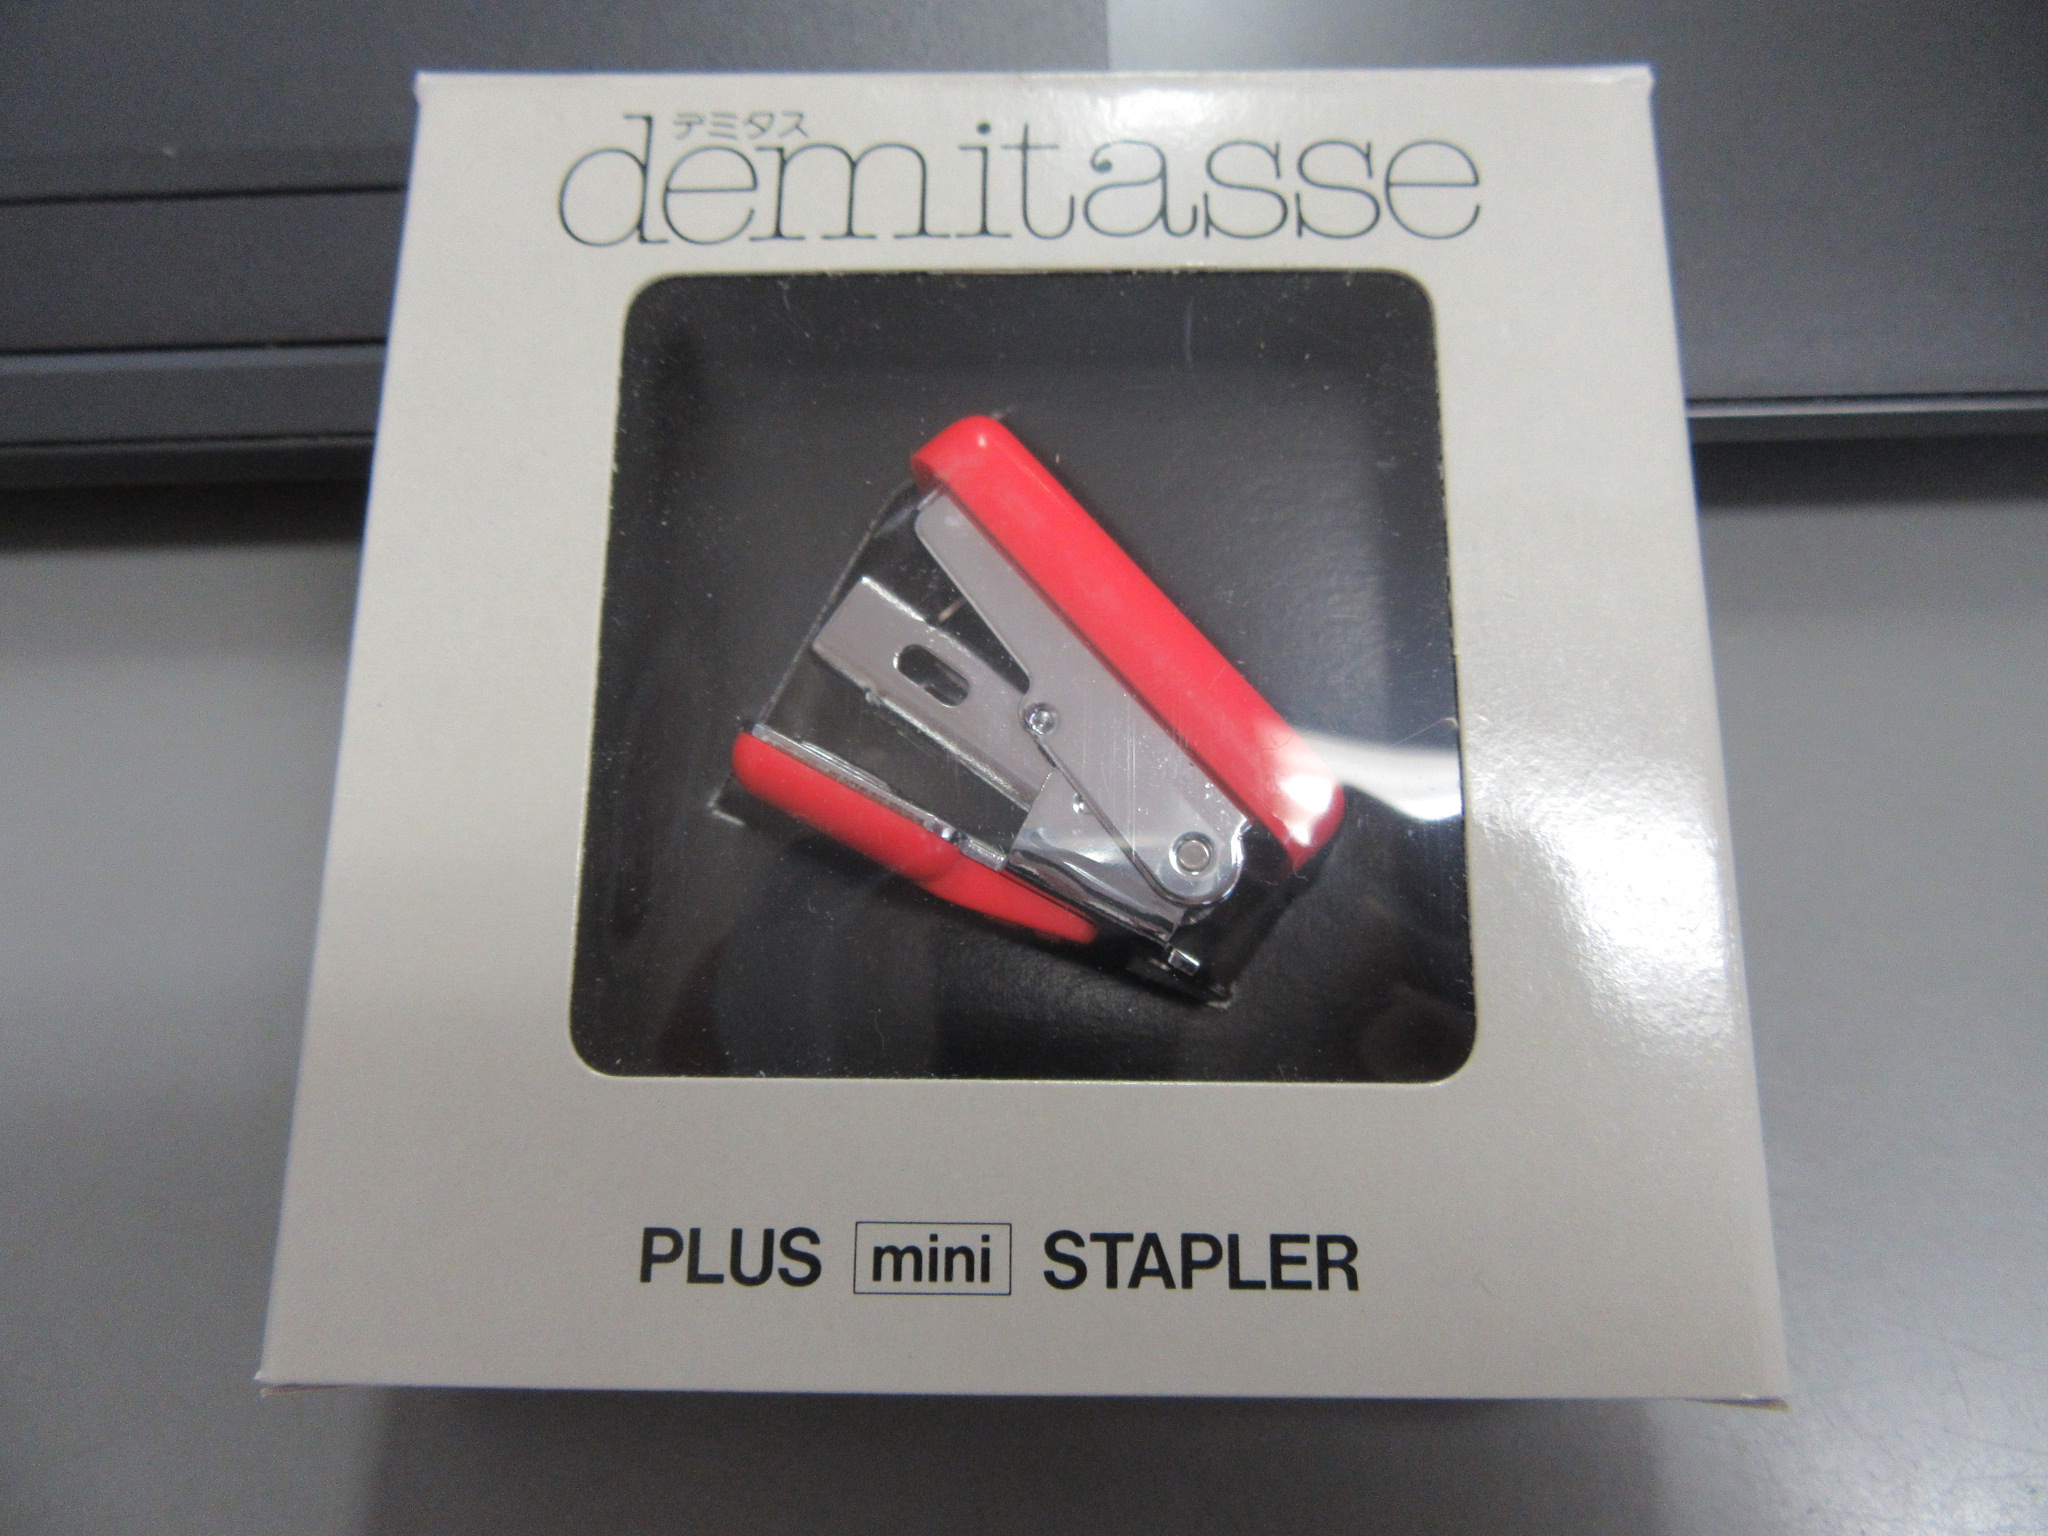 デミタス
demitasse
PLUS mini STAPLER